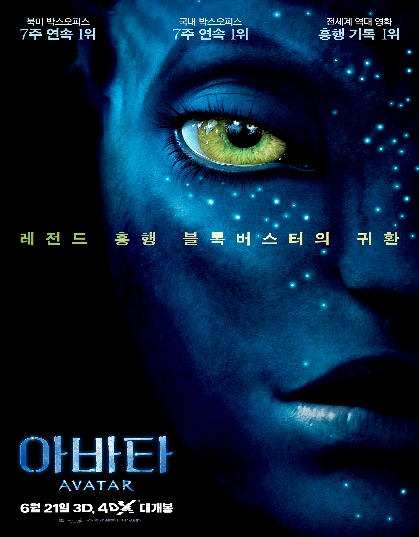 북미 박스오피스
7주 연속 1위
국내 박스오피스
7주 연속 1위
전세계 역대 영화
흥행 기록 1위
레전드 흥행 블록버스터의 귀환
아바타
AVATAR
6월 21일 3D, 4DX 대개봉